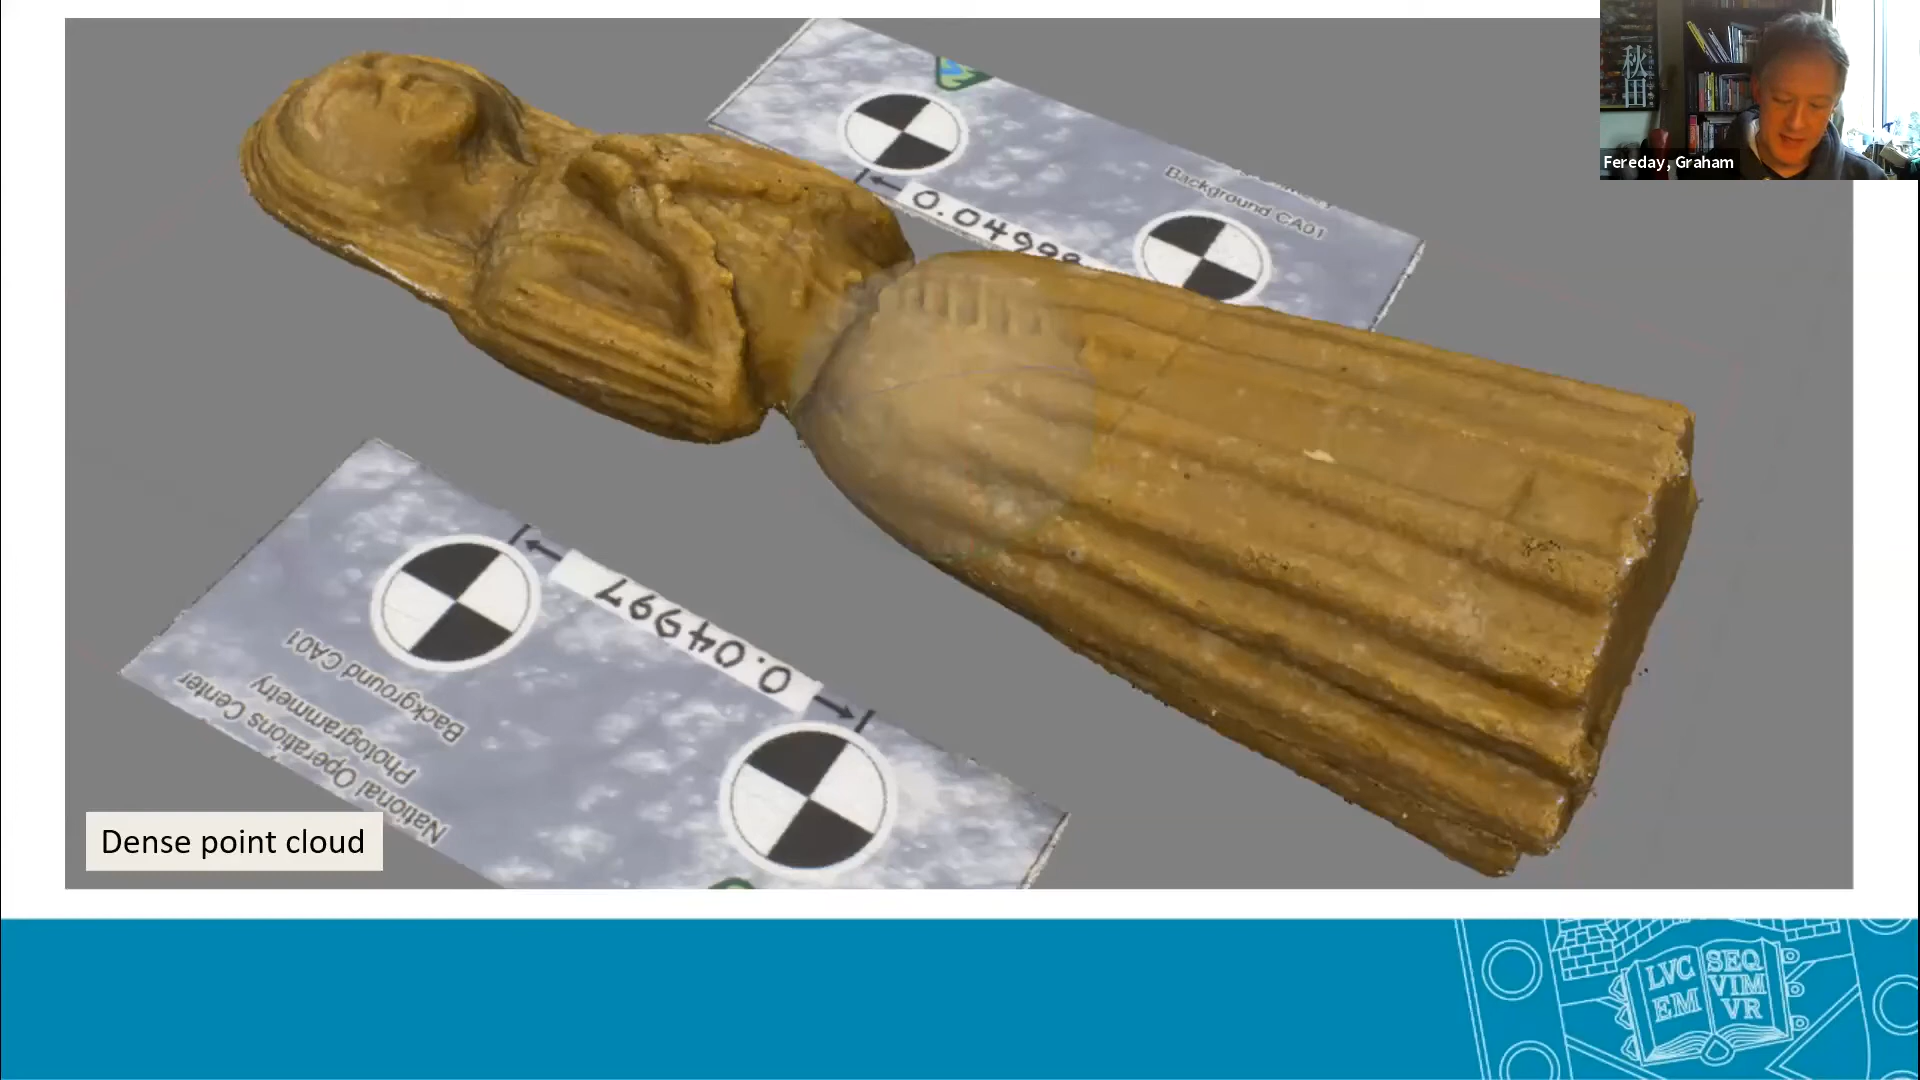 秋田
Fereday, Graham
Background CA01
0.04998
0.04997
Background CA01
Photogrammetry
National Operations Center
Dense point cloud
LVC SEQ
EM VIM
VR